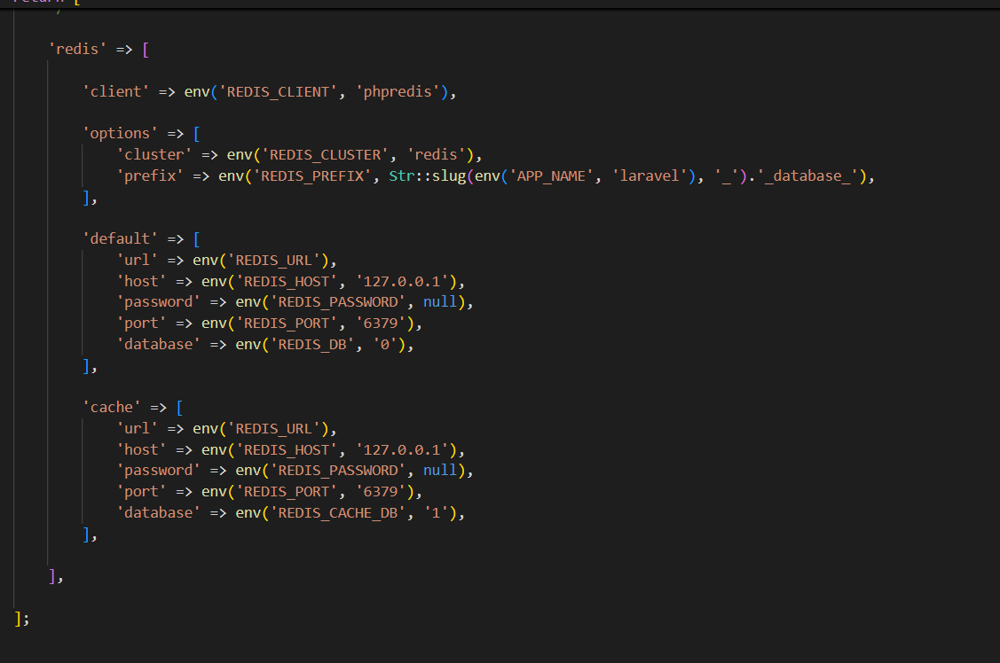 return [
'redis' => [
'client' => env('REDIS_CLIENT', 'phpredis'),
'options' => [
'cluster' => env('REDIS_CLUSTER', 'redis'),
'prefix' => env('REDIS_PREFIX', Str::slug(env('APP_NAME', 'laravel'), '_').'_database_'),
],
'default' => [
'url' => env('REDIS_URL'),
'host' => env('REDIS_HOST', '127.0.0.1'),
'password' => env('REDIS_PASSWORD', null),
'port' => env('REDIS_PORT', '6379'),
'database' => env('REDIS_DB', '0'),
],
'cache' => [
'url' => env('REDIS_URL'),
'host' => env('REDIS_HOST', '127.0.0.1'),
'password' => env('REDIS_PASSWORD', null),
'port' => env('REDIS_PORT', '6379'),
'database' => env('REDIS_CACHE_DB', '1'),
],
],
];